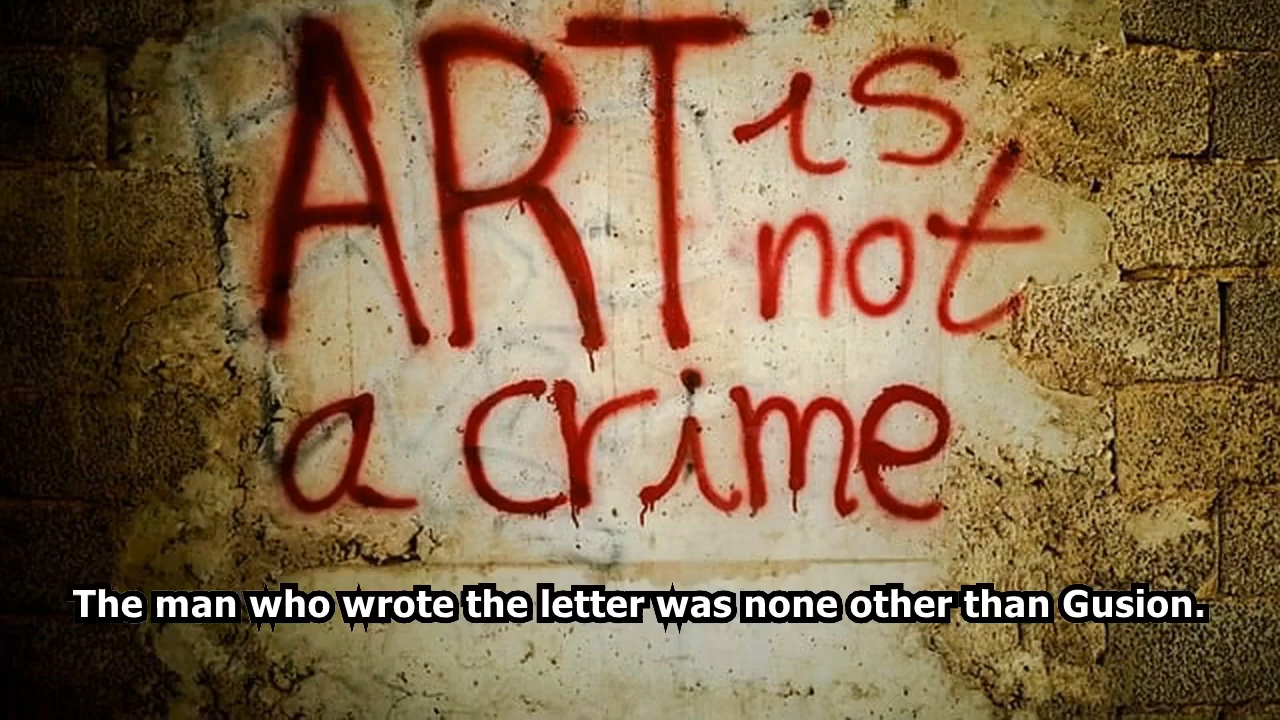 ART is
not
a crime
The man who wrote the letter was none other than Gusion.